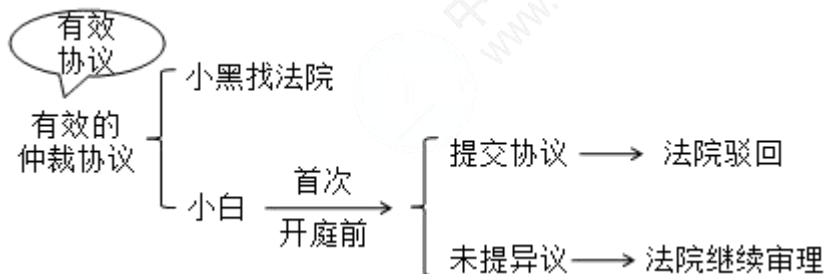 有效
协议
有效的
仲裁协议
小黑找法院
小白
首次
开庭前
提交协议
法院驳回
未提异议
法院继续审理